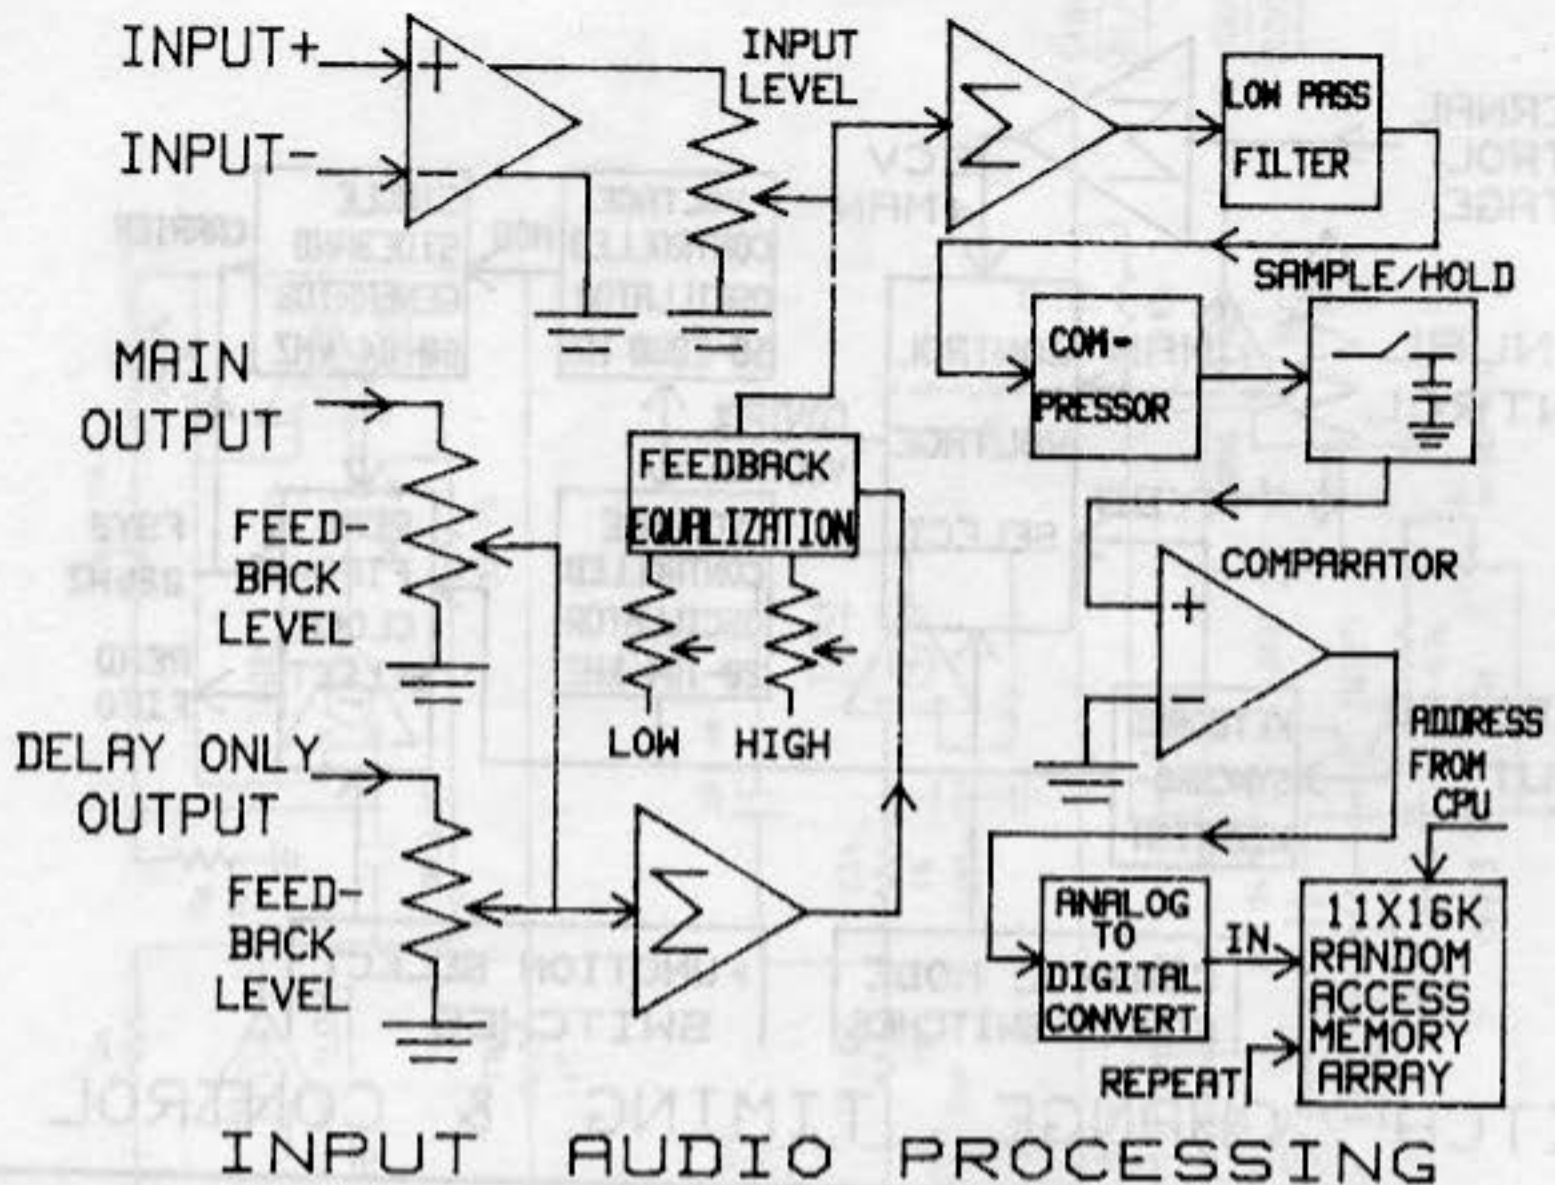 INPUT+
INPUT-
+
-
INPUT
LEVEL
Σ
LOW PASS
FILTER
SAMPLE/HOLD
COM-
PRESSOR
MAIN
OUTPUT
FEED-
BACK
LEVEL
FEEDBACK
EQUALIZATION
LOW
HIGH
COMPARATOR
+
-
DELAY ONLY
OUTPUT
FEED-
BACK
LEVEL
Σ
ADDRESS
FROM
CPU
ANALOG
TO
DIGITAL
CONVERT
IN
11X16K
RANDOM
ACCESS
MEMORY
ARRAY
REPEAT
INPUT AUDIO PROCESSING